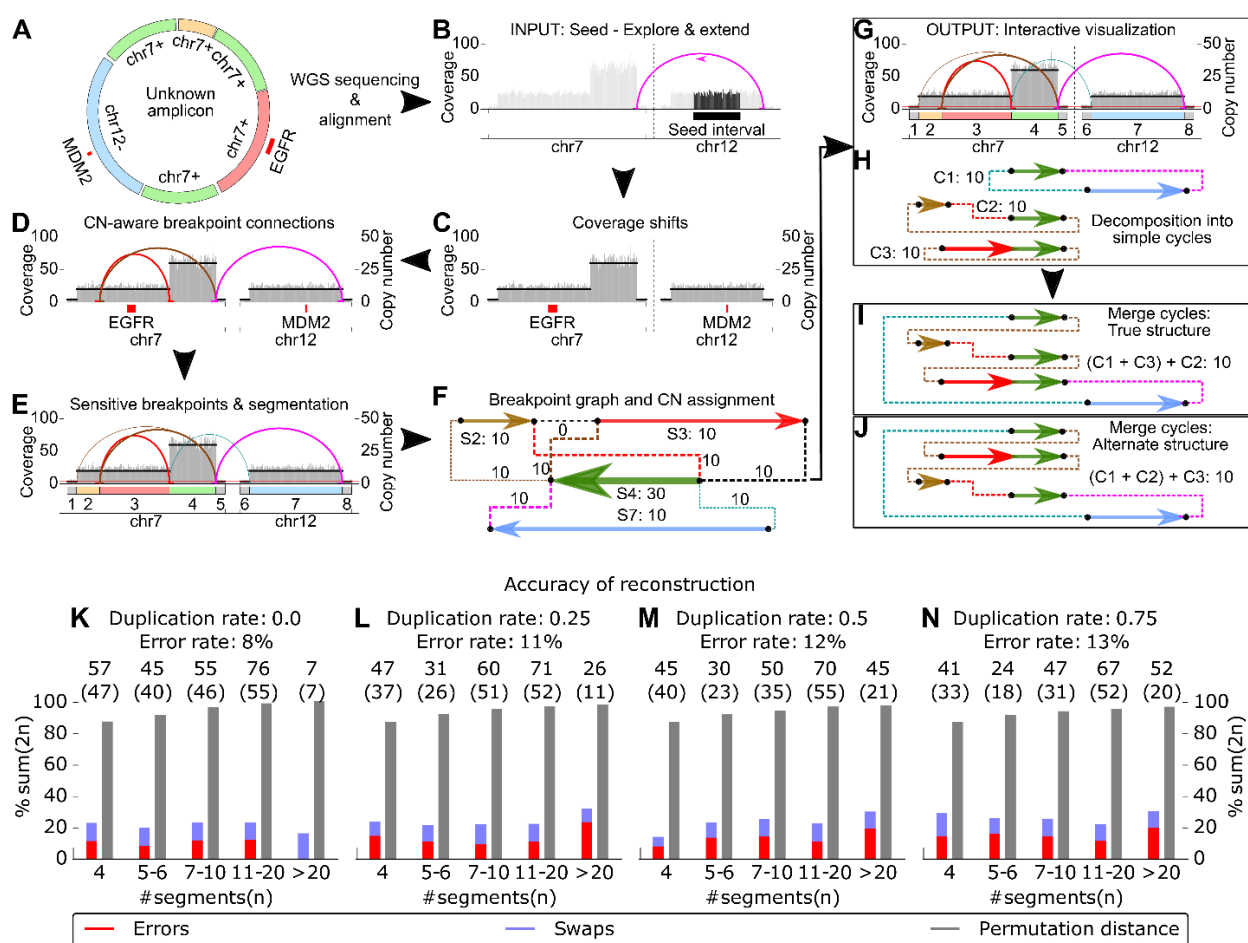 A
chr7+
chr7+
chr7+
Unknown
amplicon
chr12-
chr7+
chr7+
MDM2
EGFR
WGS sequencing
&
alignment
B
INPUT: Seed - Explore & extend
100
50
0
Coverage
Seed interval
chr7
chr12
C
Coverage shifts
100
50
0
Coverage
50
25
0
Copy number
EGFR
MDM2
chr7
chr12
D
CN-aware breakpoint connections
100
50
0
Coverage
50
25
0
Copy number
EGFR
MDM2
chr7
chr12
E
Sensitive breakpoints & segmentation
100
50
0
Coverage
50
25
0
Copy number
1 2 3 4 5 6 7 8
chr7
chr12
F
Breakpoint graph and CN assignment
S2: 10
0
S3: 10
10
10
10
10
S4: 30
10
10
S7: 10
G
OUTPUT: Interactive visualization
100
50
0
Coverage
50
25
0
Copy number
1 2 3 4 5 6 7 8
chr7
chr12
H
C1: 10
C2: 10
C3: 10
Decomposition into
simple cycles
I
Merge cycles:
True structure
(C1 + C3) + C2: 10
J
Merge cycles:
Alternate structure
(C1 + C2) + C3: 10
Accuracy of reconstruction
K
Duplication rate: 0.0
Error rate: 8%
57 45 55 76 7
(47) (40) (46) (55) (7)
100
80
60
40
20
0
% sum(2n)
4 5-6 7-10 11-20 >20
#segments(n)
L
Duplication rate: 0.25
Error rate: 11%
47 31 60 71 26
(37) (26) (51) (52) (11)
4 5-6 7-10 11-20 >20
#segments(n)
M
Duplication rate: 0.5
Error rate: 12%
45 30 50 70 45
(40) (23) (35) (55) (21)
4 5-6 7-10 11-20 >20
#segments(n)
N
Duplication rate: 0.75
Error rate: 13%
41 24 47 67 52
(33) (18) (31) (52) (20)
4 5-6 7-10 11-20 >20
#segments(n)
100
80
60
40
20
0
% sum(2n)
Errors
Swaps
Permutation distance